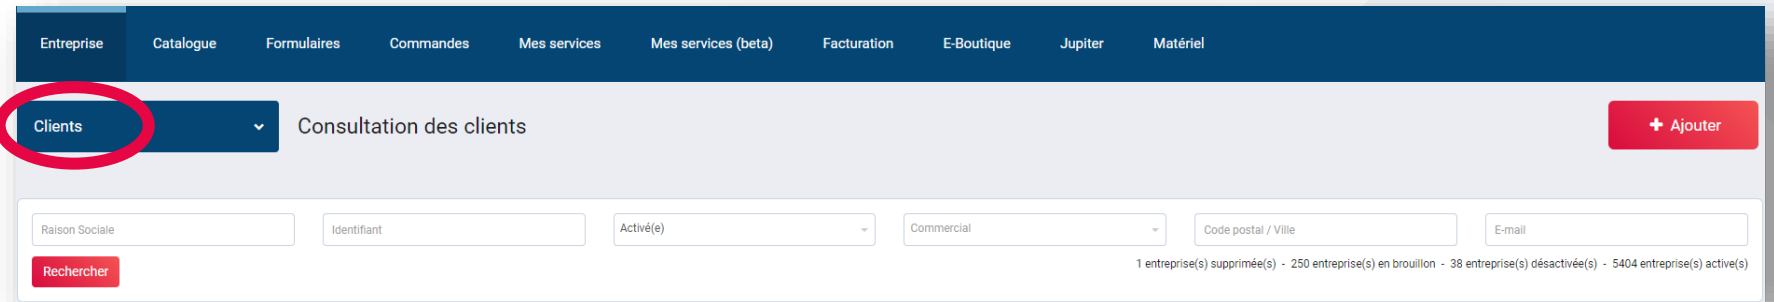 Entreprise Catalogue Formulaires Commandes Mes services Mes services (beta) Facturation E-Boutique Jupiter Matériel
Clients Consultation des clients + Ajouter
Raison Sociale Identifiant Activé(e) Commercial Code postal / Ville E-mail
Rechercher 1 entreprise(s) supprimée(s) - 250 entreprise(s) en brouillon - 38 entreprise(s) désactivée(s) - 5404 entreprise(s) active(s)